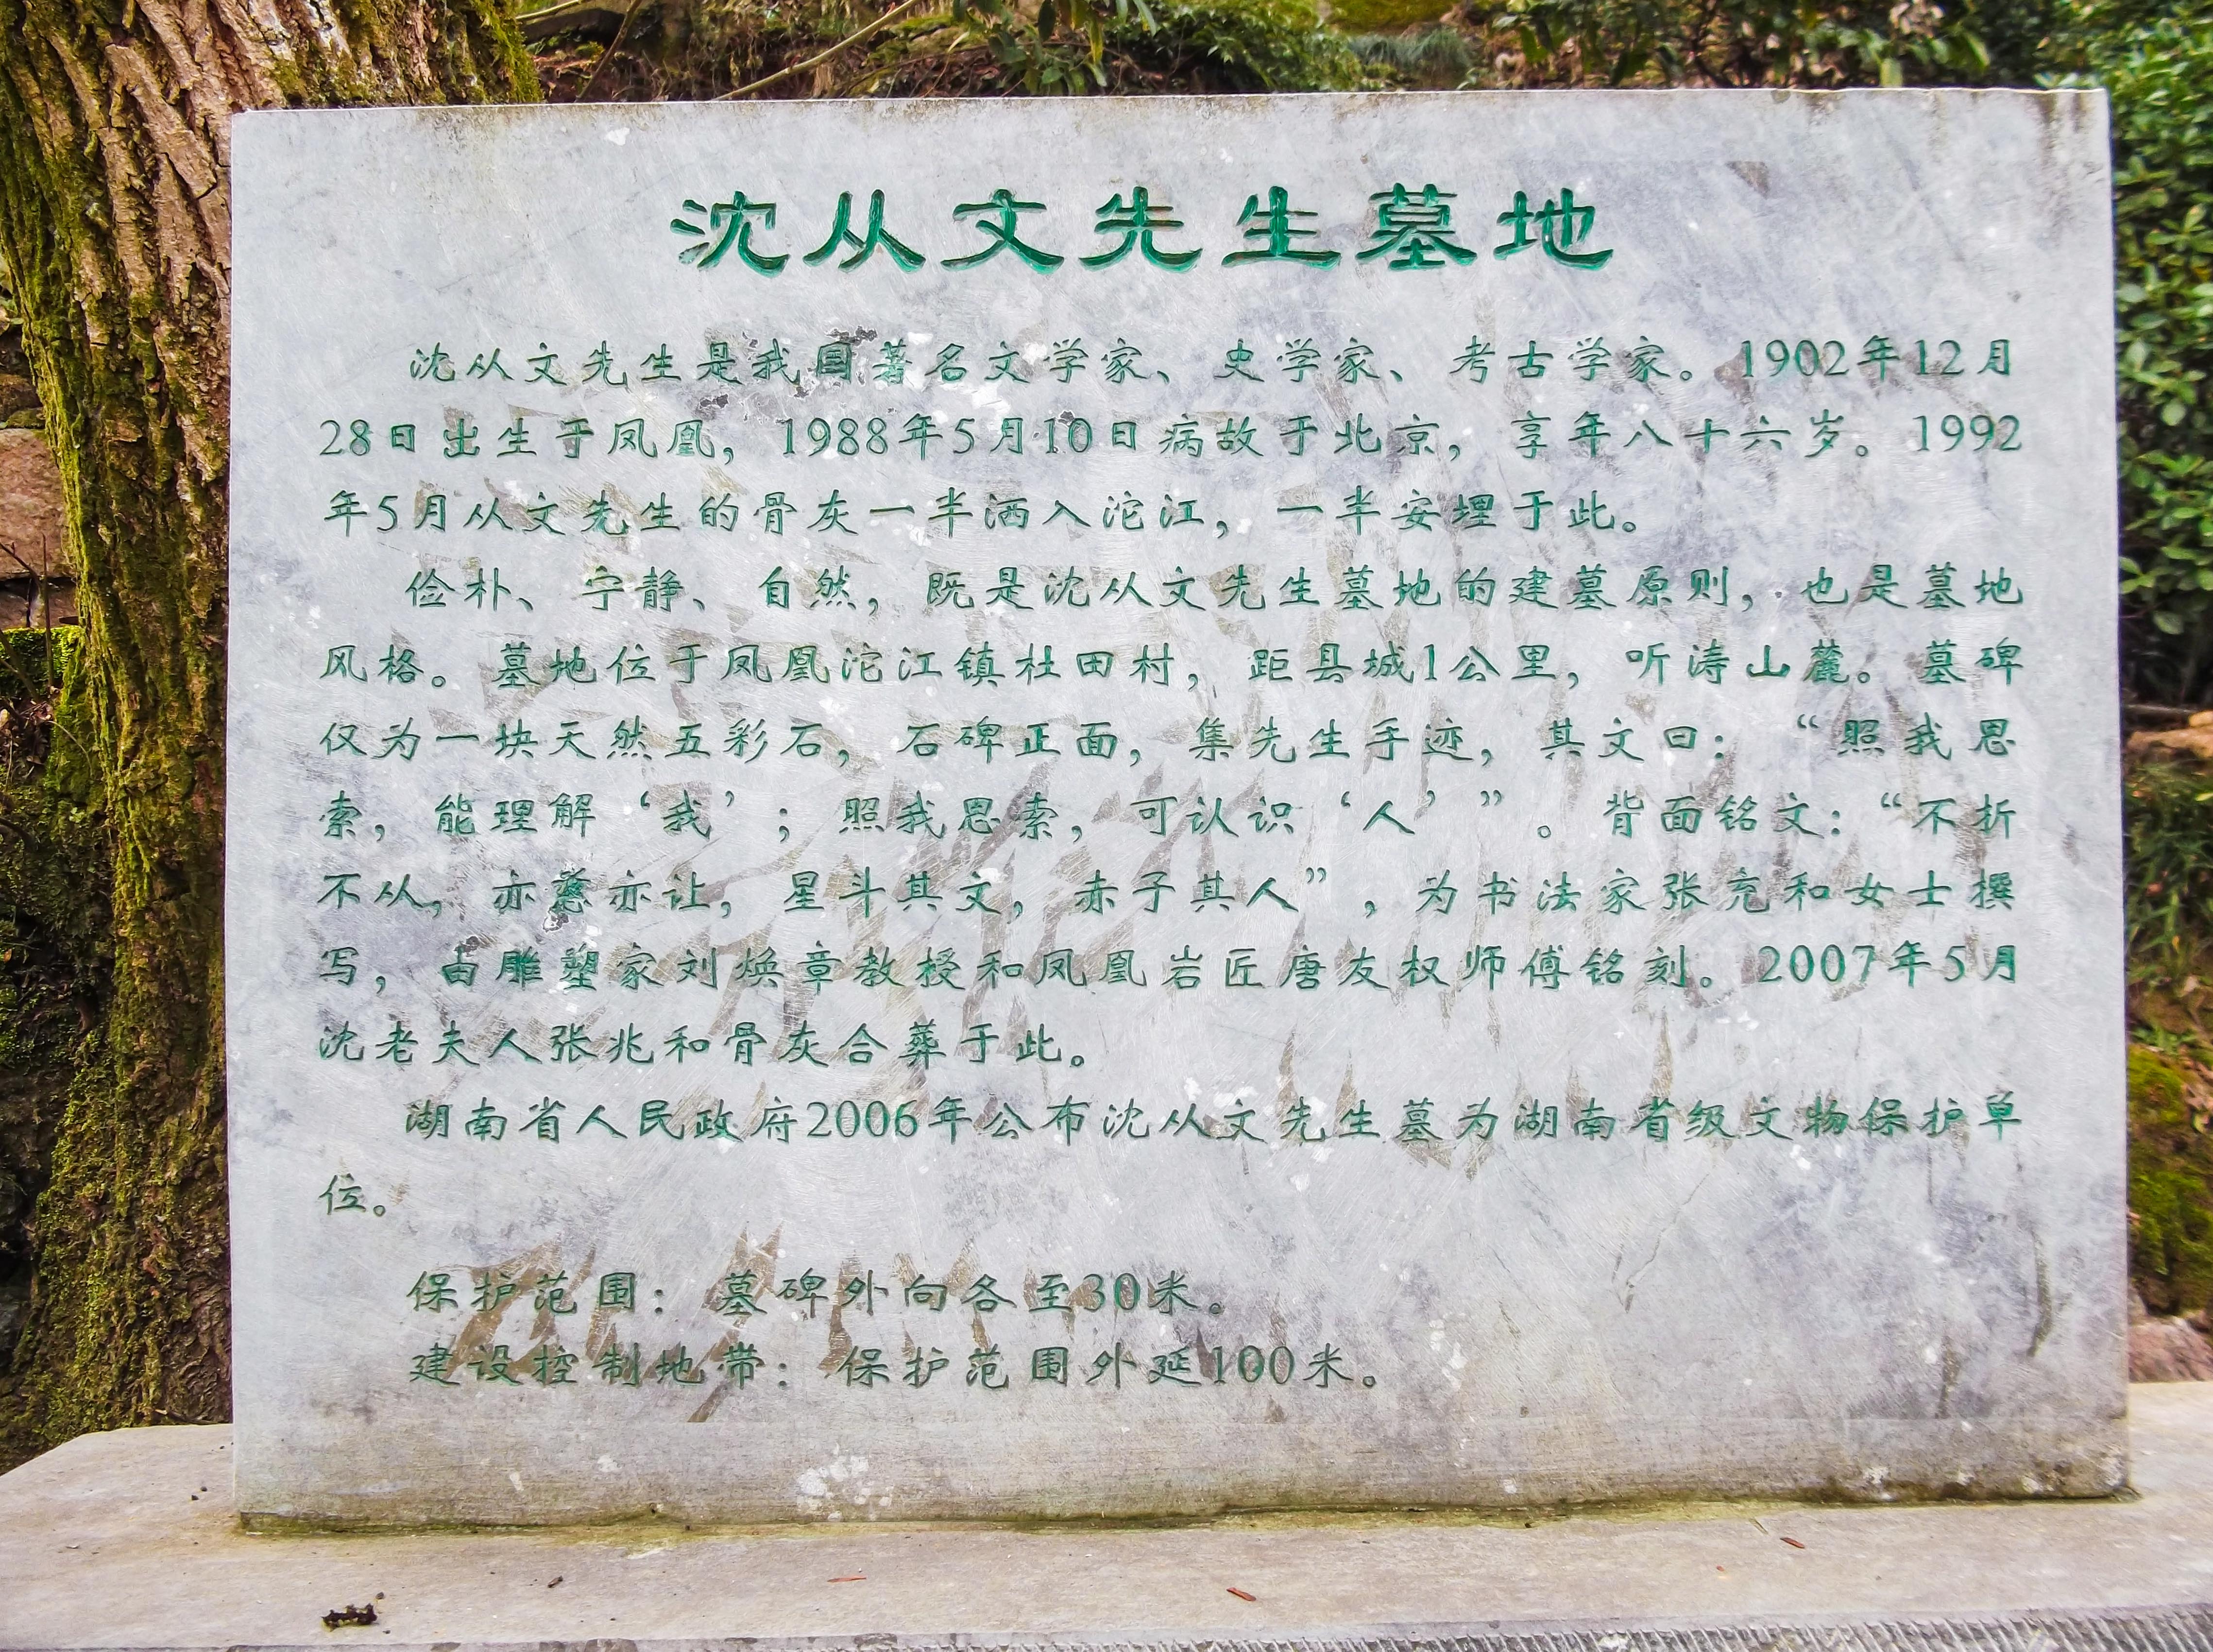 沈从文先生墓地
沈从文先生是我国著名文学家、史学家、考古学家。1902年12月
28日出生于凤凰，1988年5月10日病故于北京，享年八十六岁。1992
年5月从文先生的骨灰一半洒入沱江，一半安埋于此。
俭朴、宁静、自然，既是沈从文先生墓地的建墓原则，也是墓地
风格。墓地位于凤凰沱江镇杜田村，距县城1公里，听涛山麓。墓碑
仅为一块天然五彩石，石碑正面，集先生手迹，其文曰：“照我思
索，能理解‘我’；照我思索，可认识‘人’”。背面铭文：“不折
不从，亦慈亦让，星斗其文，赤子其人”，为书法家张充和女士撰
写，由雕塑家刘焕章教授和凤凰岩匠唐友权师傅铭刻。2007年5月
沈老夫人张兆和骨灰合葬于此。
湖南省人民政府2006年公布沈从文先生墓为湖南省级文物保护单
位。
保护范围：墓碑外向各至30米。
建设控制地带：保护范围外延100米。